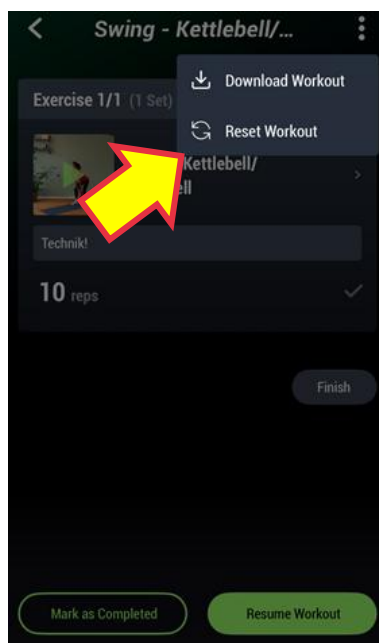 Swing - Kettlebell/...
Download Workout
Exercise 1/1 (1 Set)
Reset Workout
Kettlebell/
ell
Technik!
10 reps
Finish
Mark as Completed
Resume Workout